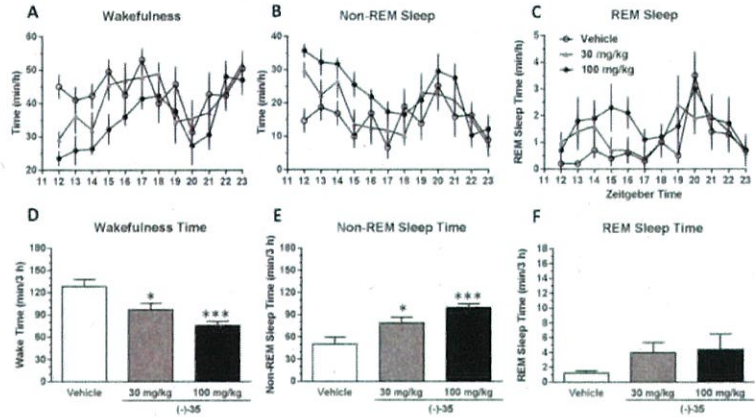 A
Wakefulness
Time (min/h)
60
50
40
30
20
11 12 13 14 15 16 17 18 19 20 21 22 23
B
Non-REM Sleep
Time (min/h)
40
30
20
10
0
11 12 13 14 15 16 17 18 19 20 21 22 23
C
REM Sleep
REM Sleep Time (min/h)
5
4
3
2
1
0
Vehicle
30 mg/kg
100 mg/kg
11 12 13 14 15 16 17 18 19 20 21 22 23
Zeitgeber Time
D
Wakefulness Time
Wake Time (min/3 h)
180
150
120
90
60
30
0
*
***
Vehicle 30 mg/kg 100 mg/kg
(-)-35
E
Non-REM Sleep Time
Non-REM Sleep Time (min/3 h)
180
150
120
90
60
30
0
*
***
Vehicle 30 mg/kg 100 mg/kg
(-)-35
F
REM Sleep Time
REM Sleep Time (min/3 h)
18
16
14
12
10
8
6
4
2
0
Vehicle 30 mg/kg 100 mg/kg
(-)-35